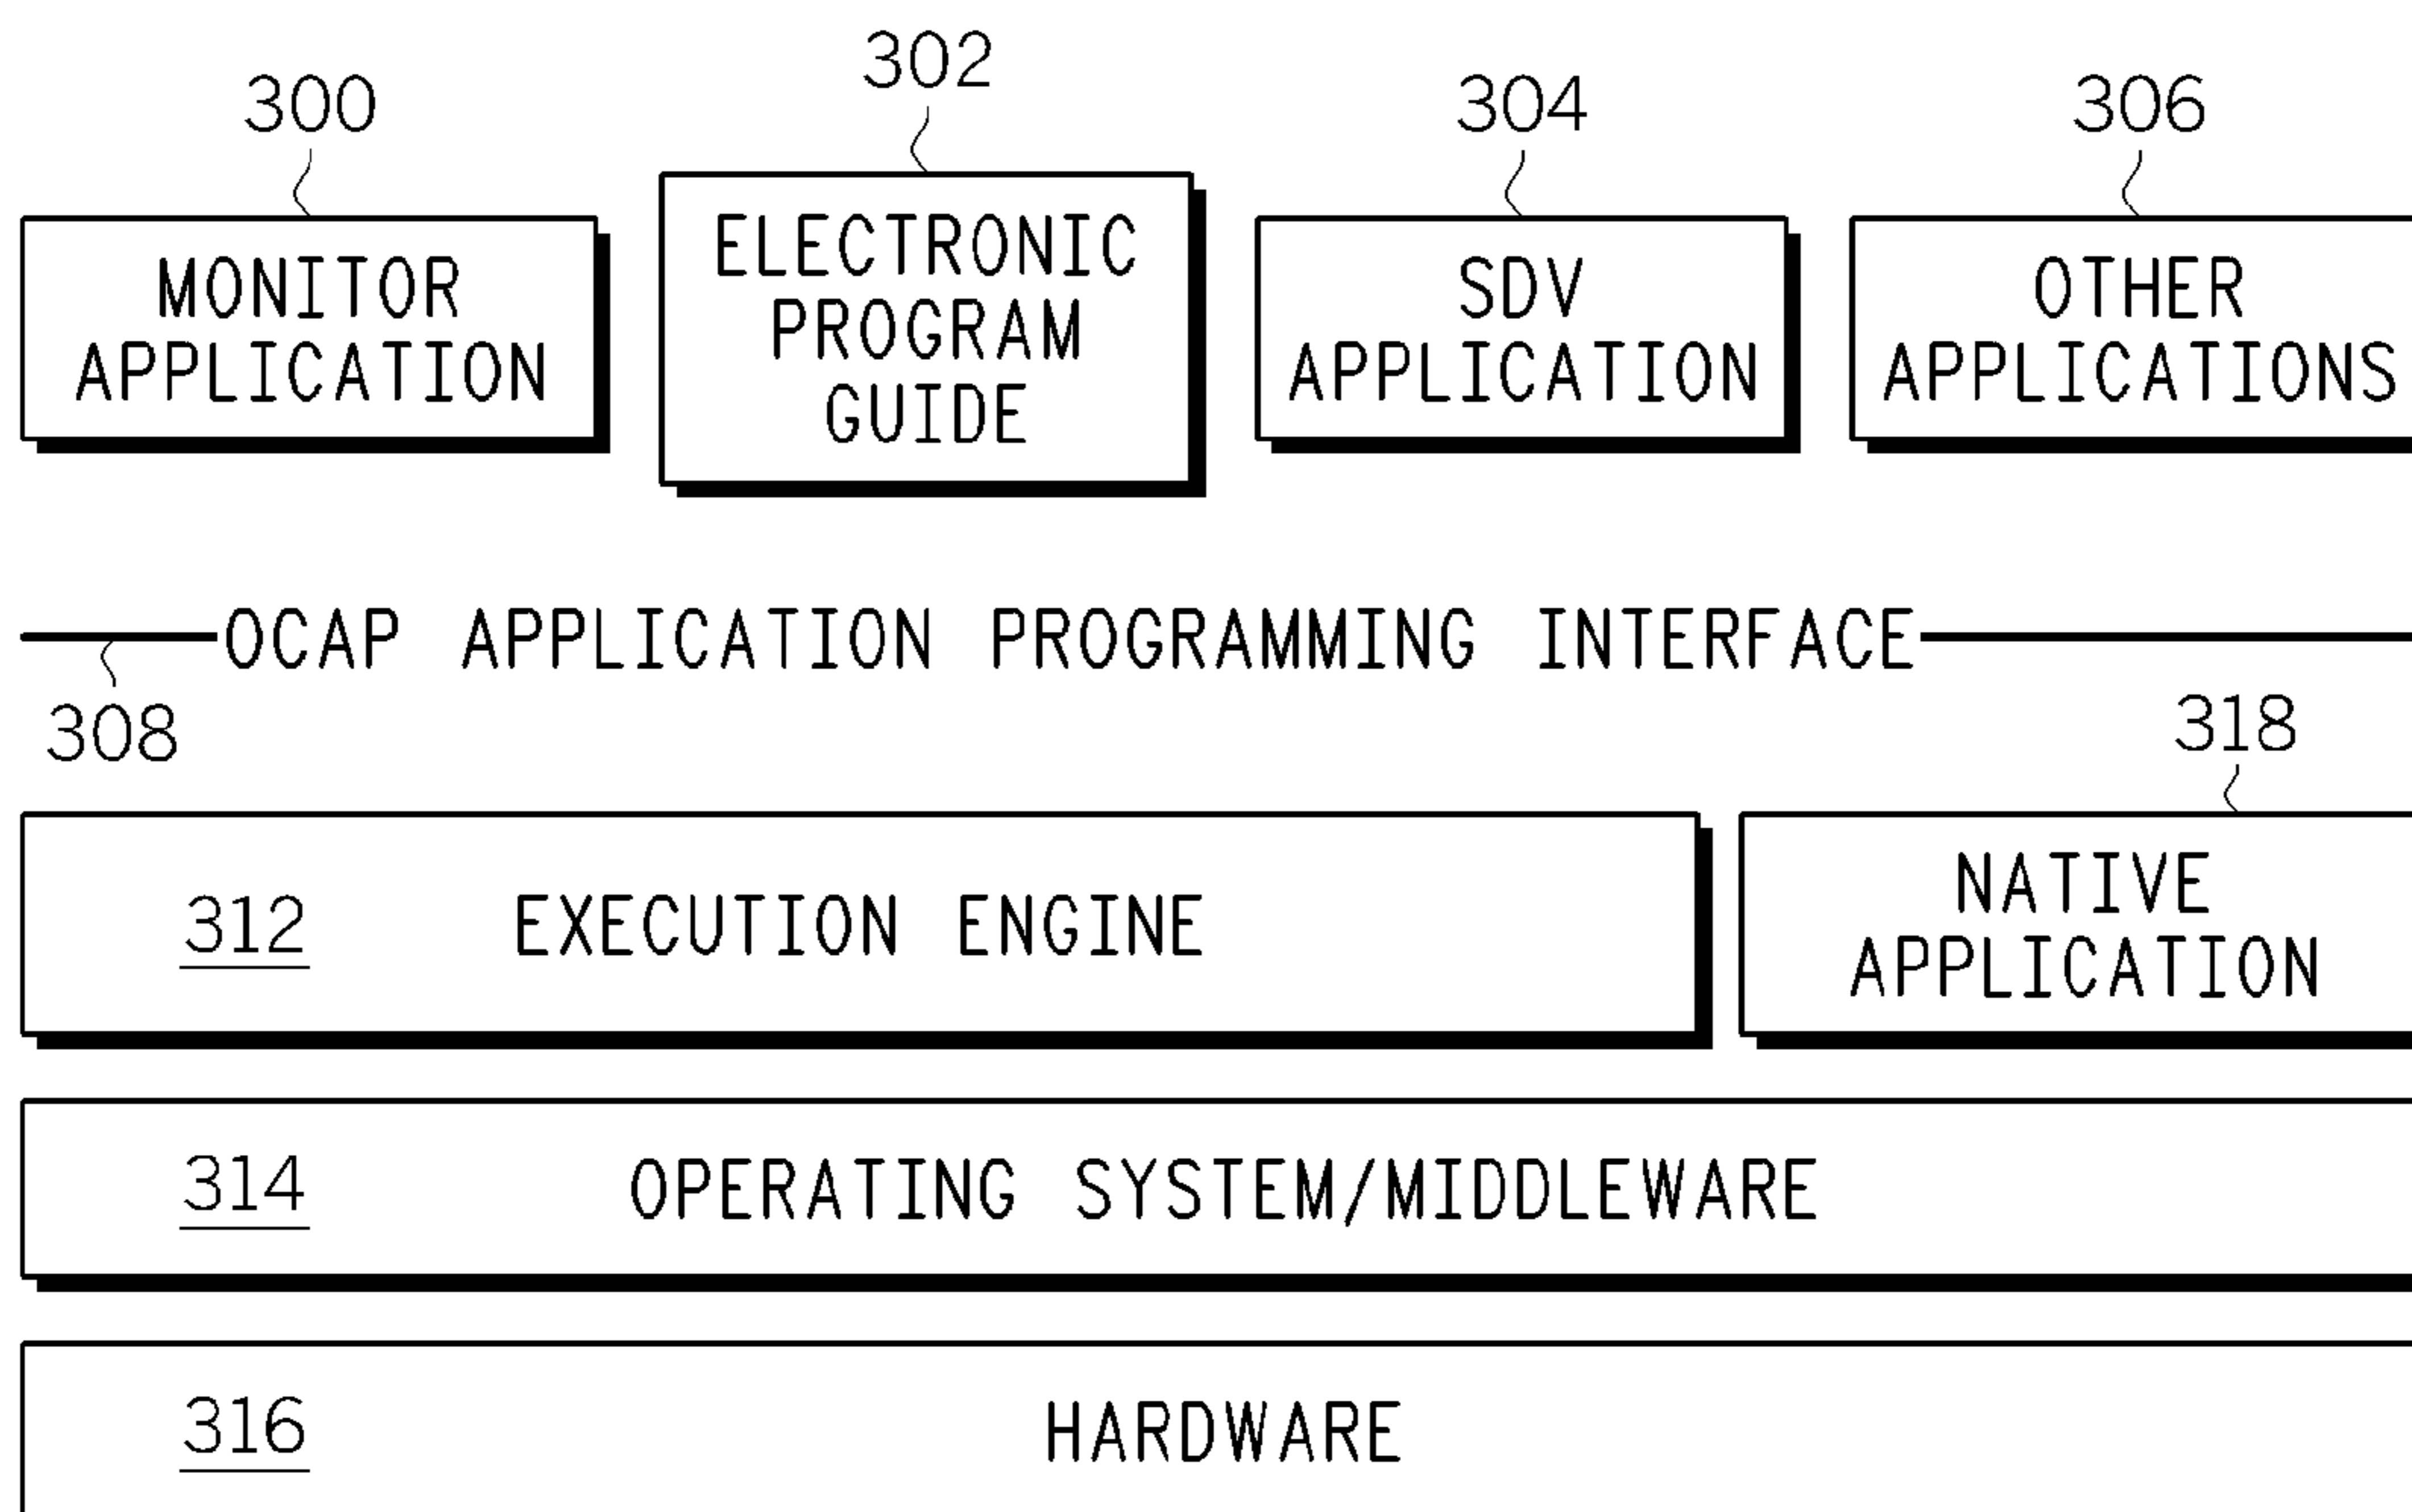 300
302
304
306
MONITOR
APPLICATION
ELECTRONIC
PROGRAM
GUIDE
SDV
APPLICATION
OTHER
APPLICATIONS
OCAP APPLICATION PROGRAMMING INTERFACE
308
318
312
EXECUTION ENGINE
NATIVE
APPLICATION
314
OPERATING SYSTEM/MIDDLEWARE
316
HARDWARE